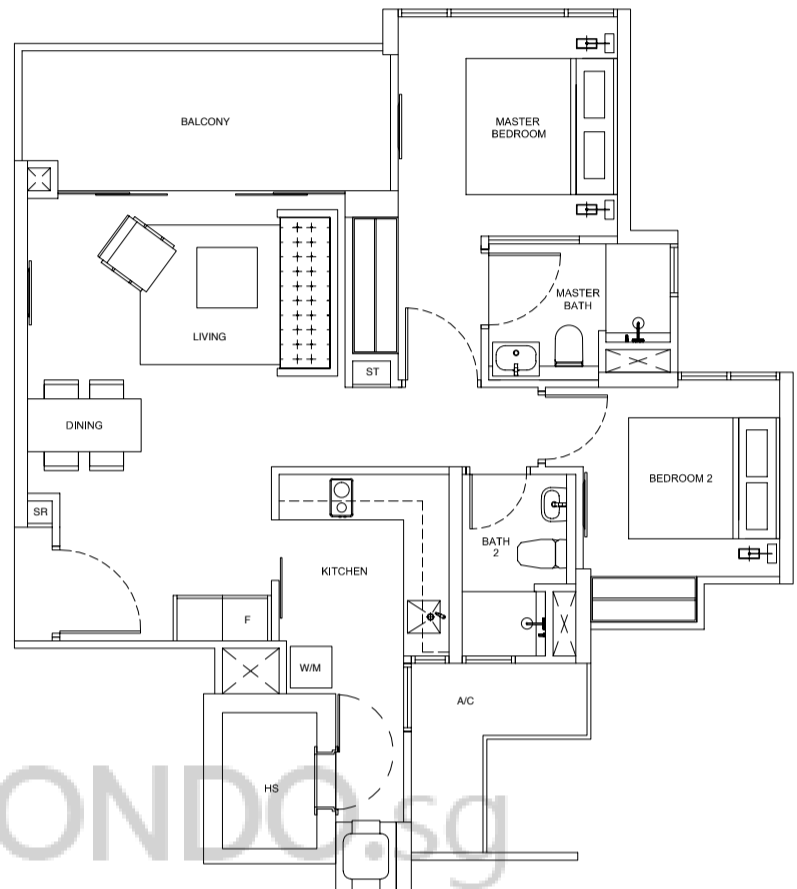 BALCONY
MASTER
BEDROOM
MASTER
BATH
LIVING
ST
DINING
BEDROOM 2
SR
BATH
2
KITCHEN
F
W/M
A/C
HS
ONDO.sg